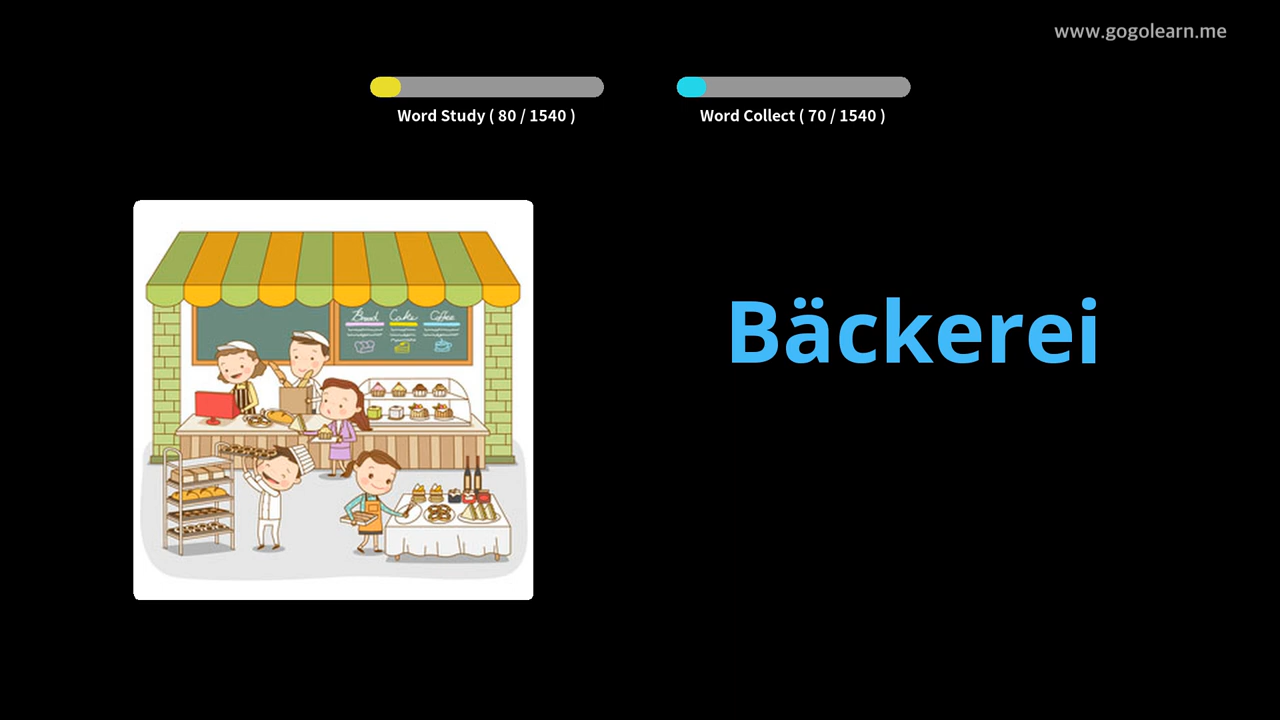 www.gogolearn.me
Word Study ( 80 / 1540 )
Word Collect ( 70 / 1540 )
Bread Cake Coffee
Bäckerei